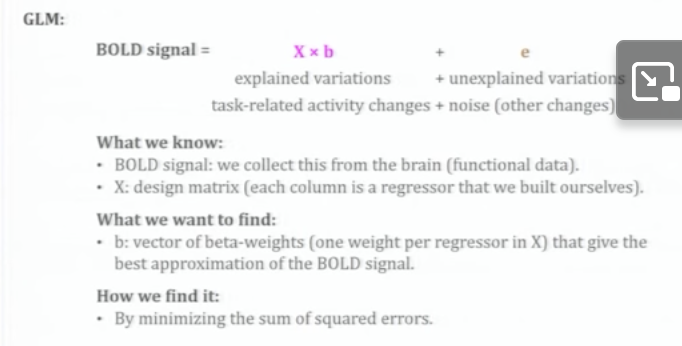 GLM:
BOLD signal = X × b + e
explained variations + unexplained variations
task-related activity changes + noise (other changes)
What we know:
• BOLD signal: we collect this from the brain (functional data).
• X: design matrix (each column is a regressor that we built ourselves).
What we want to find:
• b: vector of beta-weights (one weight per regressor in X) that give the
best approximation of the BOLD signal.
How we find it:
• By minimizing the sum of squared errors.